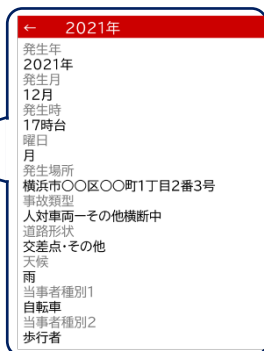 ← 2021年
発生年
2021年
発生月
12月
発生時
17時台
曜日
月
発生場所
横浜市〇〇区〇〇町1丁目2番3号
事故類型
人対車両ーその他横断中
道路形状
交差点・その他
天候
雨
当事者種別1
自転車
当事者種別2
歩行者